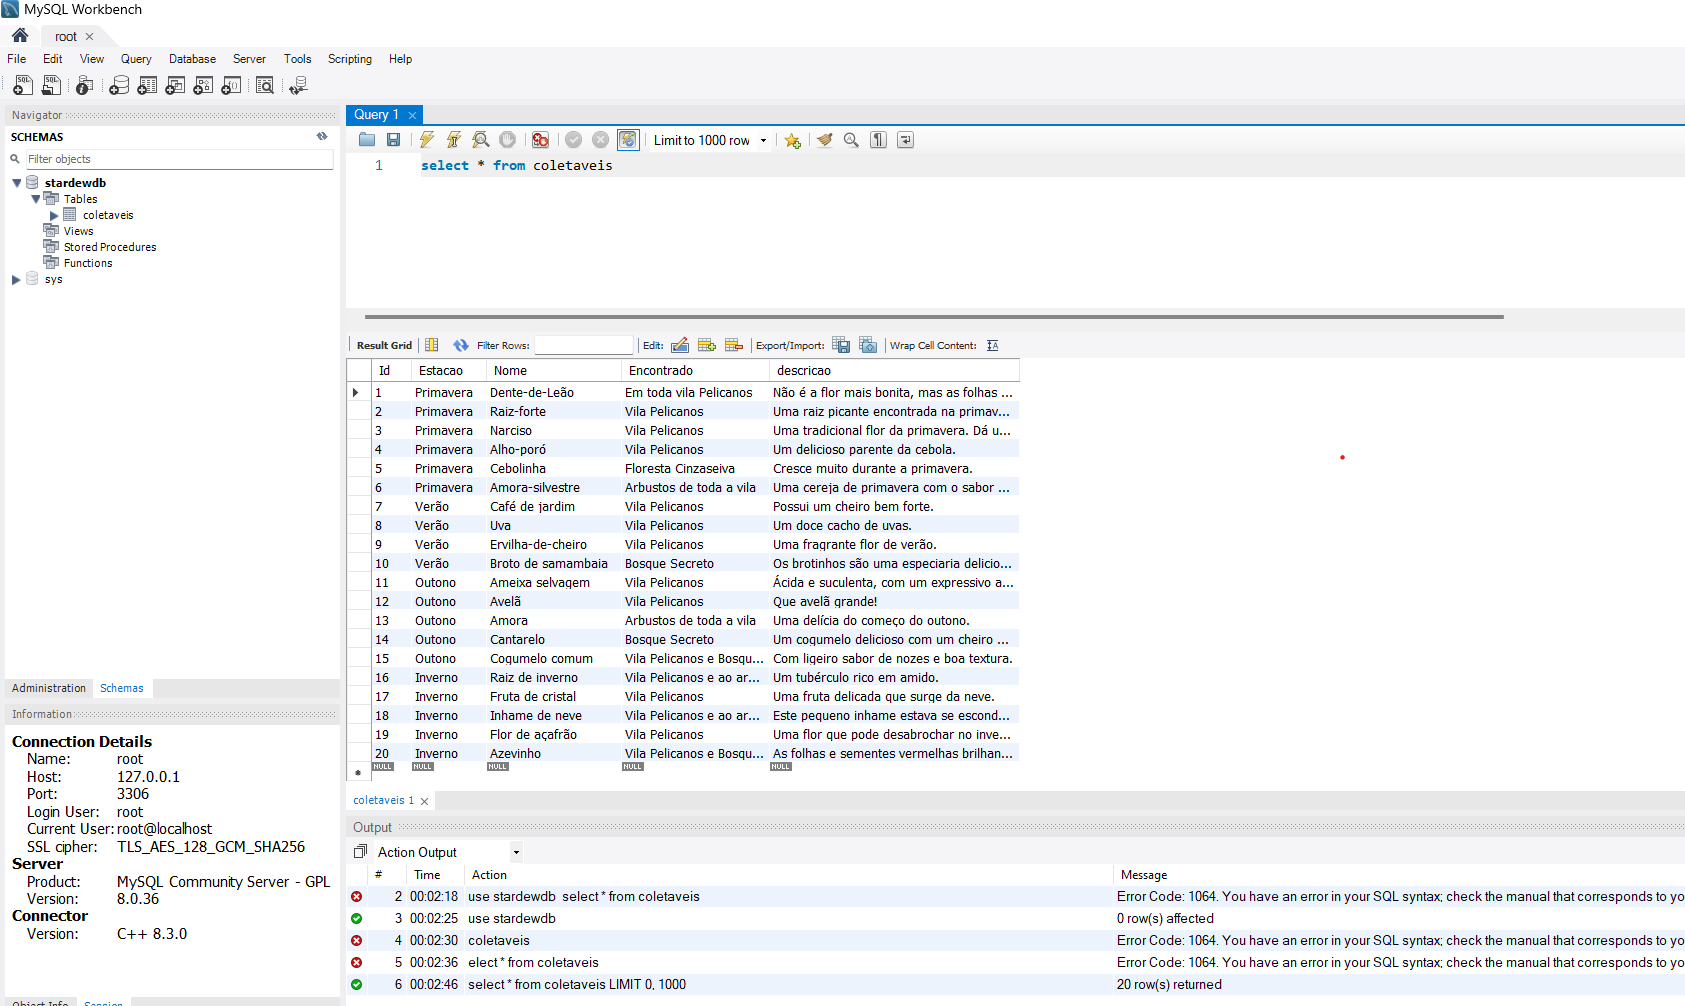 MySQL Workbench
root
File Edit View Query Database Server Tools Scripting Help
Navigator
SCHEMAS
Filter objects
stardewdb
Tables
coletaveis
Views
Stored Procedures
Functions
sys
Administration Schemas
Information
Connection Details
Name: root
Host: 127.0.0.1
Port: 3306
Login User: root
Current User: root@localhost
SSL cipher: TLS_AES_128_GCM_SHA256
Server
Product: MySQL Community Server - GPL
Version: 8.0.36
Connector
Version: C++ 8.3.0
Object Info Session
Query 1
Limit to 1000 row
1 select * from coletaveis
Result Grid Filter Rows: Edit: Export/Import: Wrap Cell Content:
Id Estacao Nome Encontrado descricao
1 Primavera Dente-de-Leão Em toda vila Pelicanos Não é a flor mais bonita, mas as folhas ...
2 Primavera Raiz-forte Vila Pelicanos Uma raiz picante encontrada na primav...
3 Primavera Narciso Vila Pelicanos Uma tradicional flor da primavera. Dá u...
4 Primavera Alho-poró Vila Pelicanos Um delicioso parente da cebola.
5 Primavera Cebolinha Floresta Cinzaseiva Cresce muito durante a primavera.
6 Primavera Amora-silvestre Arbustos de toda a vila Uma cereja de primavera com o sabor ...
7 Verão Café de jardim Vila Pelicanos Possui um cheiro bem forte.
8 Verão Uva Vila Pelicanos Um doce cacho de uvas.
9 Verão Ervilha-de-cheiro Vila Pelicanos Uma fragrante flor de verão.
10 Verão Broto de samambaia Bosque Secreto Os brotinhos são uma especiaria delicio...
11 Outono Ameixa selvagem Vila Pelicanos Ácida e suculenta, com um expressivo a...
12 Outono Avelã Vila Pelicanos Que avelã grande!
13 Outono Amora Arbustos de toda a vila Uma delícia do começo do outono.
14 Outono Cantarelo Bosque Secreto Um cogumelo delicioso com um cheiro ...
15 Outono Cogumelo comum Vila Pelicanos e Bosqu... Com ligeiro sabor de nozes e boa textura.
16 Inverno Raiz de inverno Vila Pelicanos e ao ar... Um tubérculo rico em amido.
17 Inverno Fruta de cristal Vila Pelicanos Uma fruta delicada que surge da neve.
18 Inverno Inhame de neve Vila Pelicanos e ao ar... Este pequeno inhame estava se escond...
19 Inverno Flor de açafrão Vila Pelicanos Uma flor que pode desabrochar no inve...
20 Inverno Azevinho Vila Pelicanos e Bosqu... As folhas e sementes vermelhas brilhan...
NULL NULL NULL NULL NULL
coletaveis 1
Output
Action Output
# Time Action Message
2 00:02:18 use stardewdb select * from coletaveis Error Code: 1064. You have an error in your SQL syntax; check the manual that corresponds to yo
3 00:02:25 use stardewdb 0 row(s) affected
4 00:02:30 coletaveis Error Code: 1064. You have an error in your SQL syntax; check the manual that corresponds to yo
5 00:02:36 elect * from coletaveis Error Code: 1064. You have an error in your SQL syntax; check the manual that corresponds to yo
6 00:02:46 select * from coletaveis LIMIT 0, 1000 20 row(s) returned